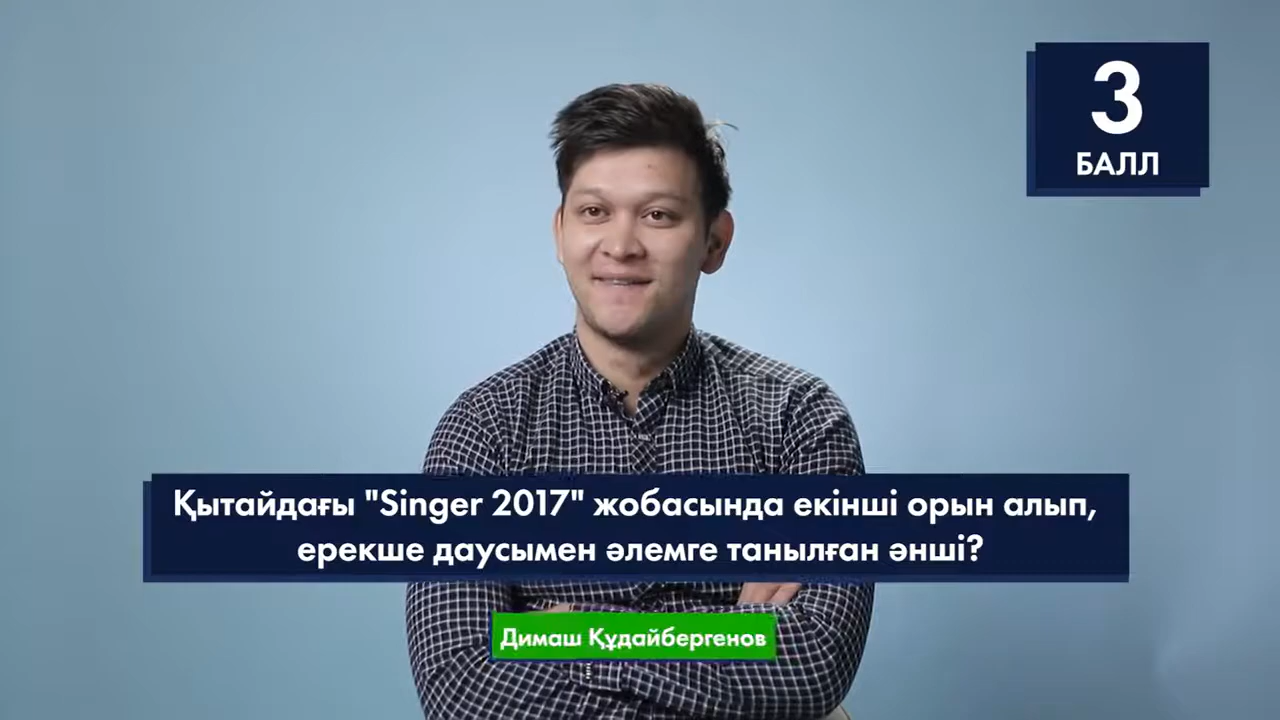 3
БАЛЛ
Қытайдағы "Singer 2017" жобасында екінші орын алып,
ерекше даусымен әлемге танылған әнші?
Димаш Құдайбергенов